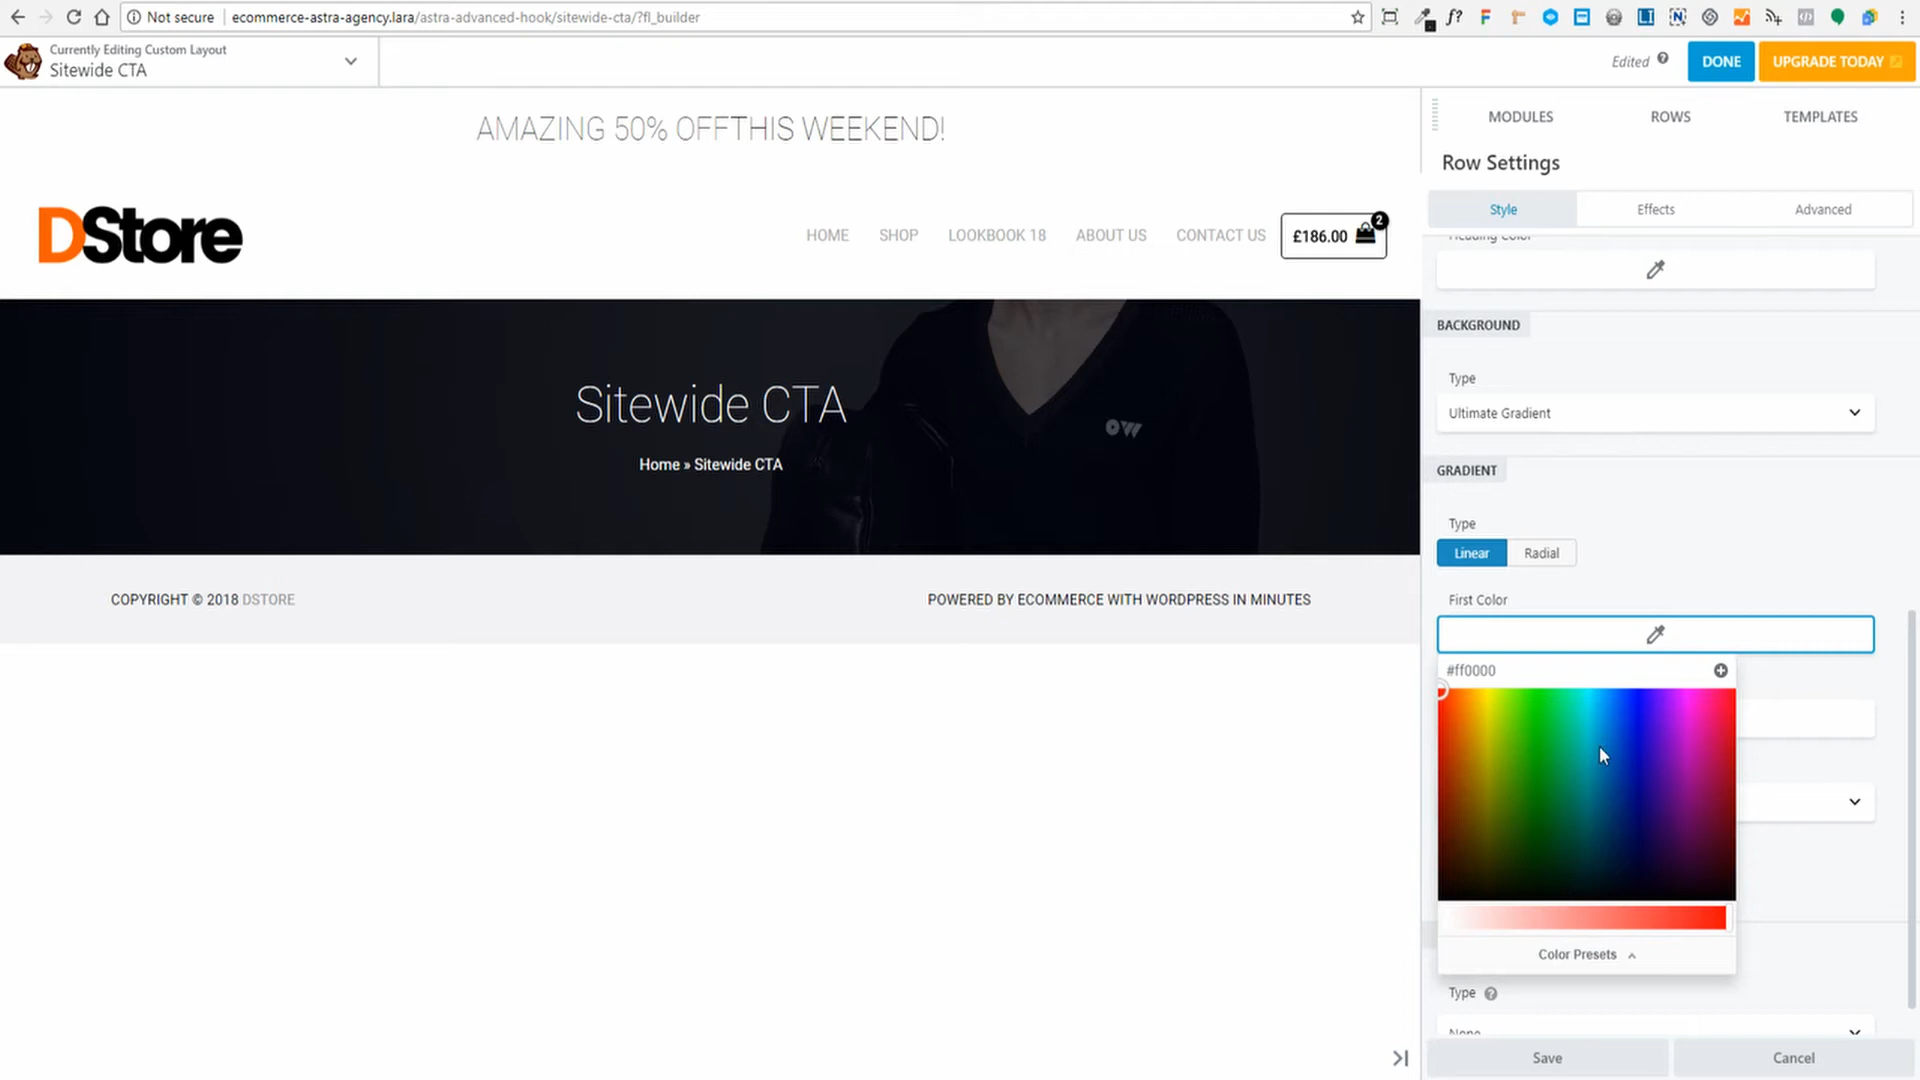 Not secure ecommerce-astra-agency.lara/astra-advanced-hook/sitewide-cta/?fl_builder
Currently Editing Custom Layout
Sitewide CTA
Edited
DONE
UPGRADE TODAY
AMAZING 50% OFFTHIS WEEKEND!
DStore
HOME SHOP LOOKBOOK 18 ABOUT US CONTACT US £186.00 2
Sitewide CTA
OW
Home » Sitewide CTA
COPYRIGHT © 2018 DSTORE
POWERED BY ECOMMERCE WITH WORDPRESS IN MINUTES
MODULES ROWS TEMPLATES
Row Settings
Style Effects Advanced
Heading Color
BACKGROUND
Type
Ultimate Gradient
GRADIENT
Type
Linear Radial
First Color
#ff0000
Color Presets
Type
None
Save Cancel